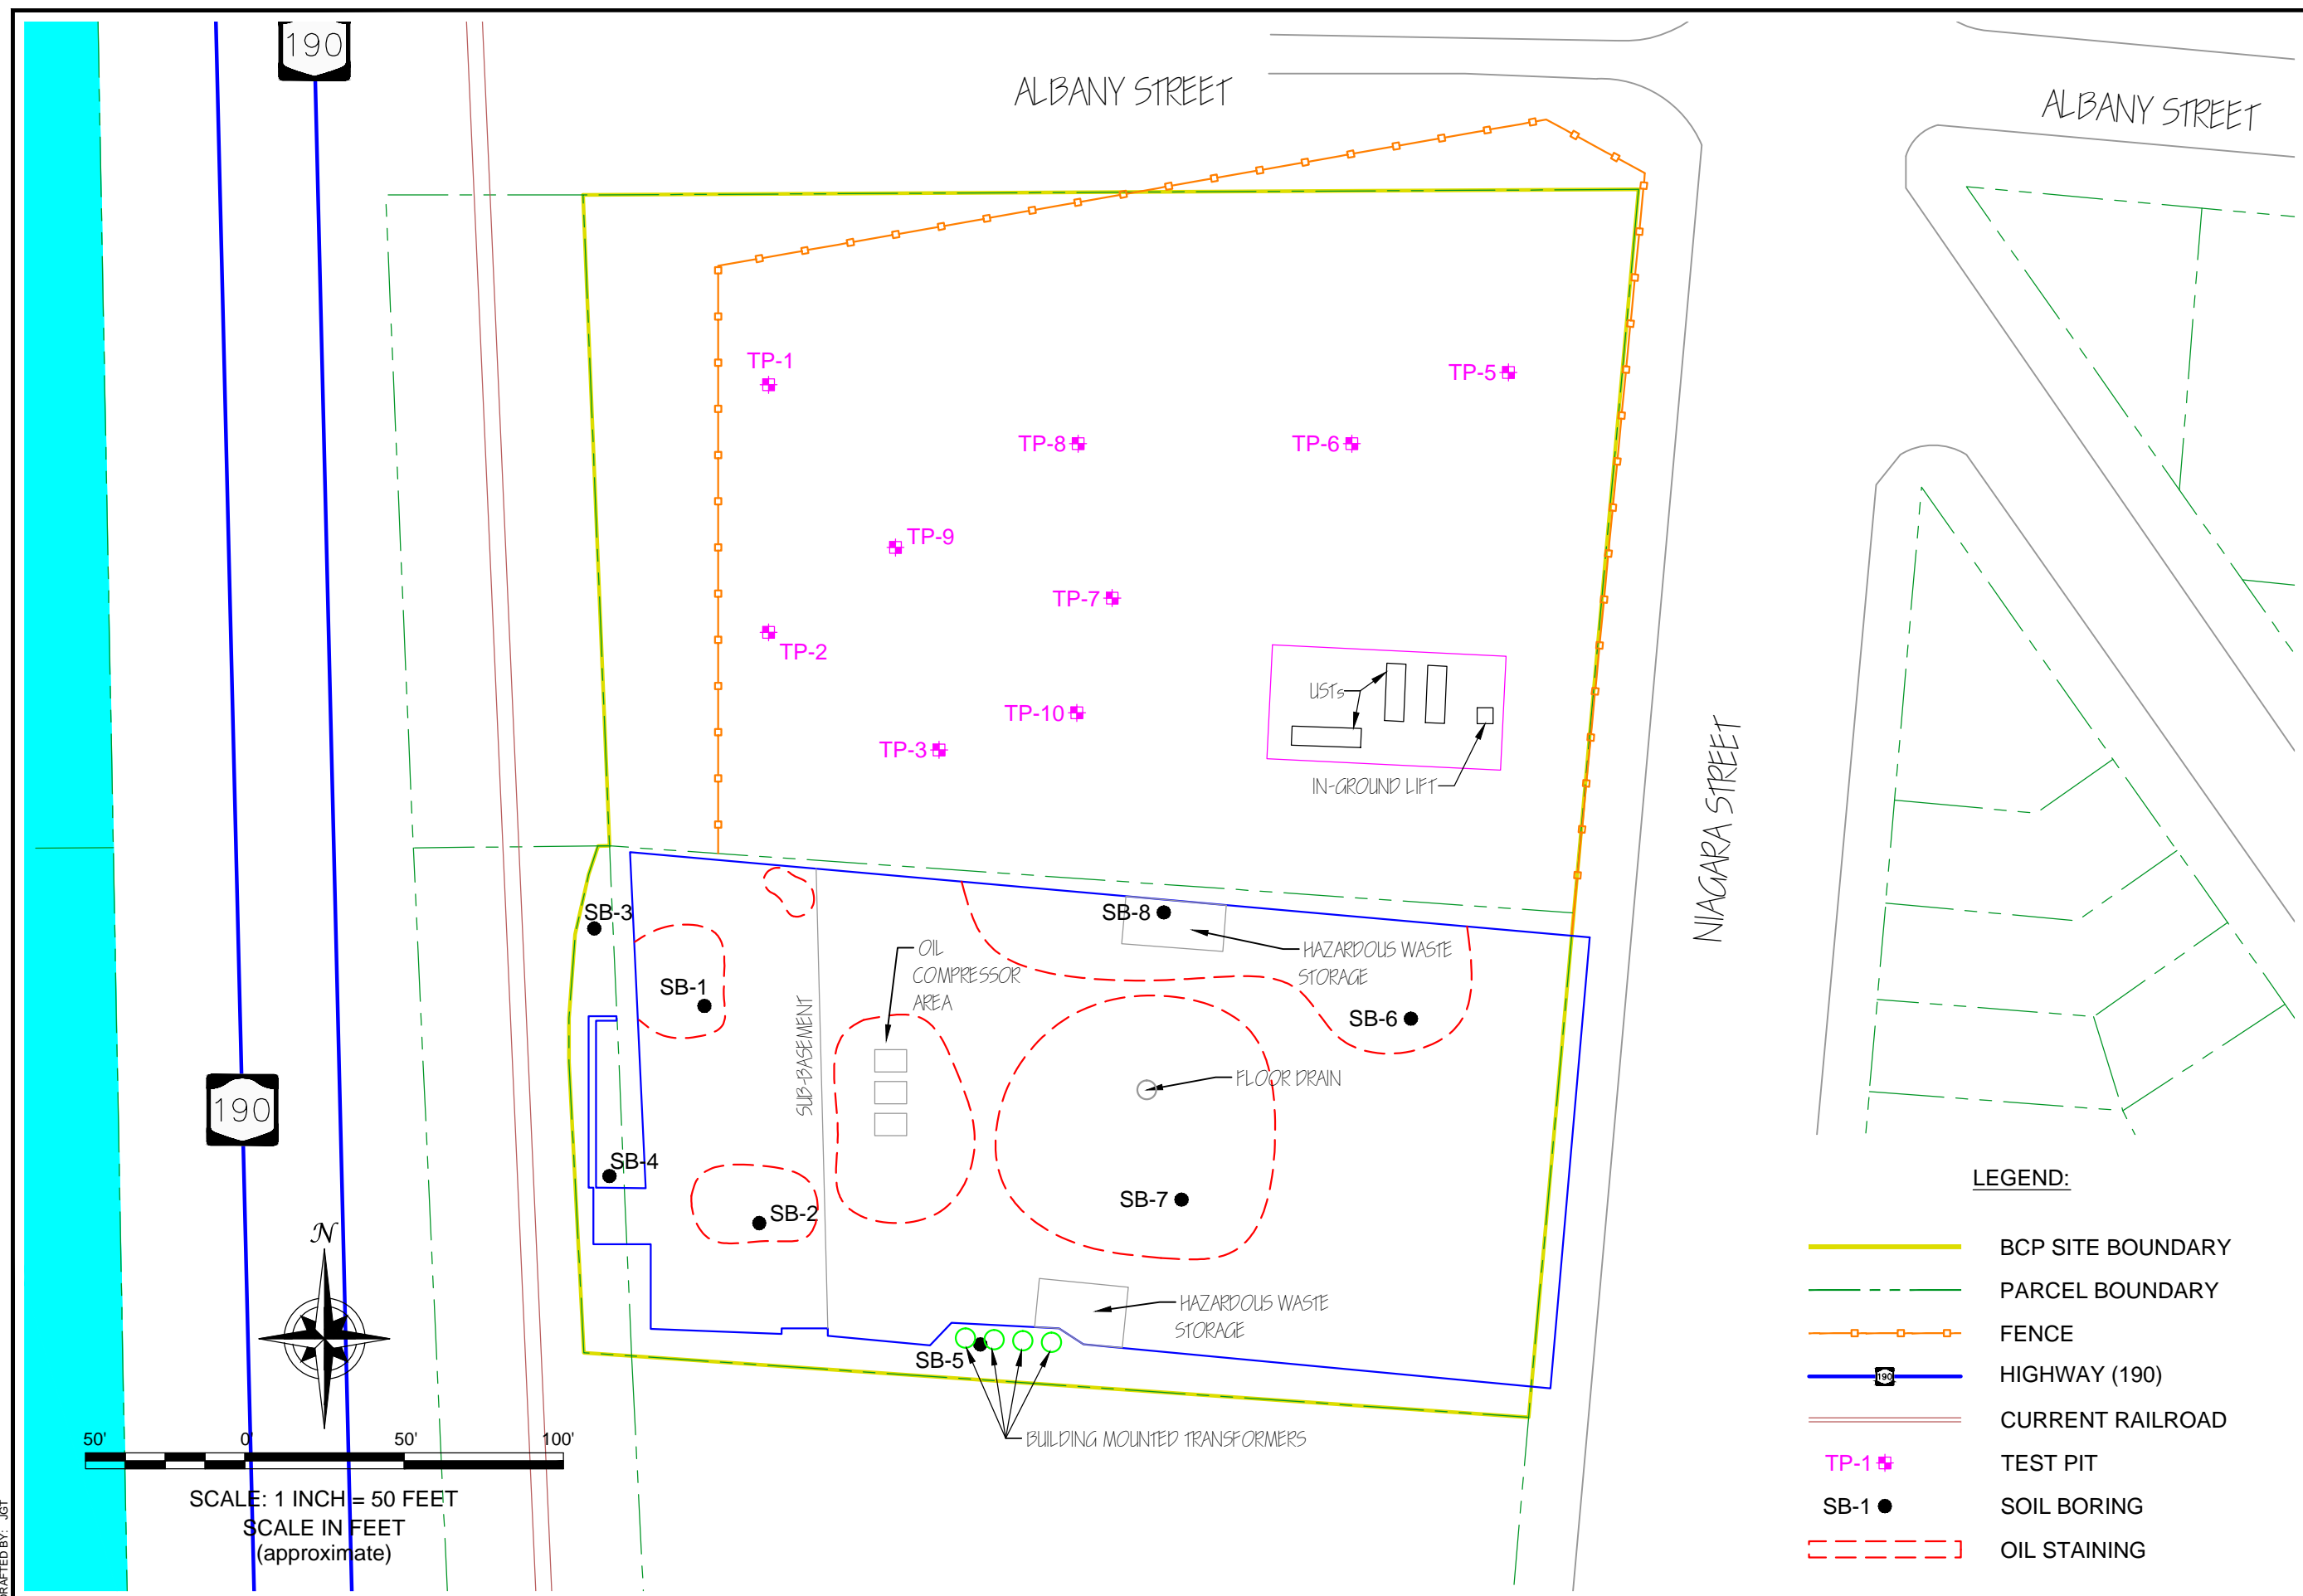 190
ALBANY STREET
ALBANY STREET
TP-1
TP-5
TP-8
TP-6
TP-9
TP-7
TP-2
USTs
TP-10
TP-3
IN-GROUND LIFT
NIAGARA STREET
SB-3
SB-8
OIL
COMPRESSOR
AREA
HAZARDOUS WASTE
STORAGE
SB-1
SB-6
SUB-BASEMENT
FLOOR DRAIN
190
SB-4
SB-7
SB-2
HAZARDOUS WASTE
STORAGE
SB-5
BUILDING MOUNTED TRANSFORMERS
N
50' 0' 50' 100'
SCALE: 1 INCH = 50 FEET
SCALE IN FEET
(approximate)
DRAFTED BY: JGT
LEGEND:
BCP SITE BOUNDARY
PARCEL BOUNDARY
FENCE
190 HIGHWAY (190)
CURRENT RAILROAD
TP-1 TEST PIT
SB-1 SOIL BORING
OIL STAINING